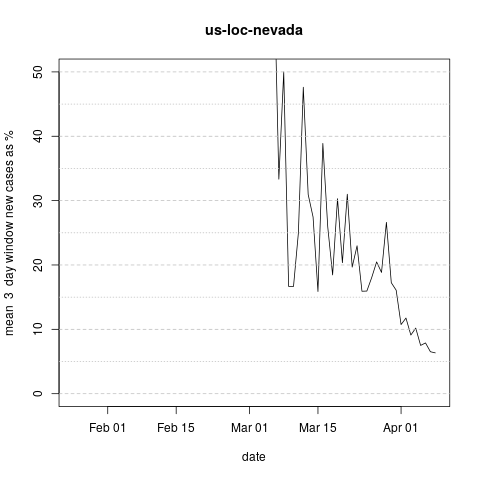 us-loc-nevada
mean 3 day window new cases as %
50
40
30
20
10
0
Feb 01
Feb 15
Mar 01
Mar 15
Apr 01
date